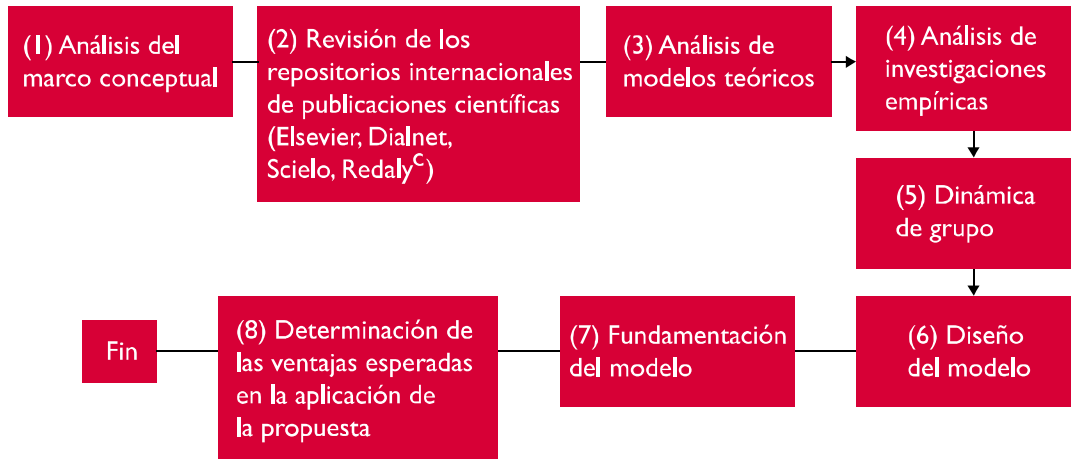 (1) Análisis del
marco conceptual
(2) Revisión de los
repositorios internacionales
de publicaciones científicas
(Elsevier, Dialnet,
Scielo, Redalyᶜ)
(3) Análisis de
modelos teóricos
(4) Análisis de
investigaciones
empíricas
(5) Dinámica
de grupo
(6) Diseño
del modelo
(7) Fundamentación
del modelo
(8) Determinación de
las ventajas esperadas
en la aplicación de
la propuesta
Fin